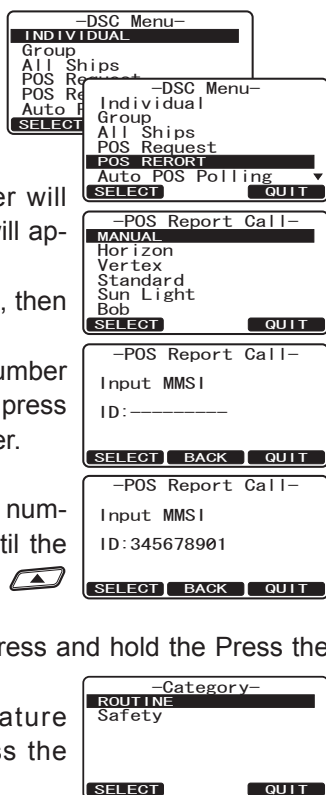 -DSC Menu-
INDIVIDUAL
Group
All Ships
POS Request
POS Re
Auto P
SELECT
-DSC Menu-
Individual
Group
All Ships
POS Request
POS RERORT
Auto POS Polling ▼
SELECT QUIT
er will
ill ap-
-POS Report Call-
MANUAL
Horizon
Vertex
Standard
Sun Light
Bob
SELECT QUIT
, then
umber
press
er.
-POS Report Call-
Input MMSI
ID:---------
SELECT BACK QUIT
num-
til the
-POS Report Call-
Input MMSI
ID:345678901
SELECT BACK QUIT
ress and hold the Press the
ature
ss the
-Category-
ROUTINE
Safety
SELECT QUIT